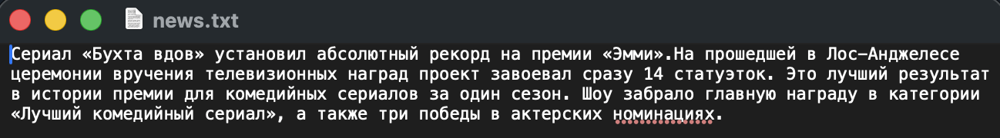 news.txt
Сериал «Бухта вдов» установил абсолютный рекорд на премии «Эмми».На прошедшей в Лос-Анджелесе
церемонии вручения телевизионных наград проект завоевал сразу 14 статуэток. Это лучший результат
в истории премии для комедийных сериалов за один сезон. Шоу забрало главную награду в категории
«Лучший комедийный сериал», а также три победы в актерских номинациях.